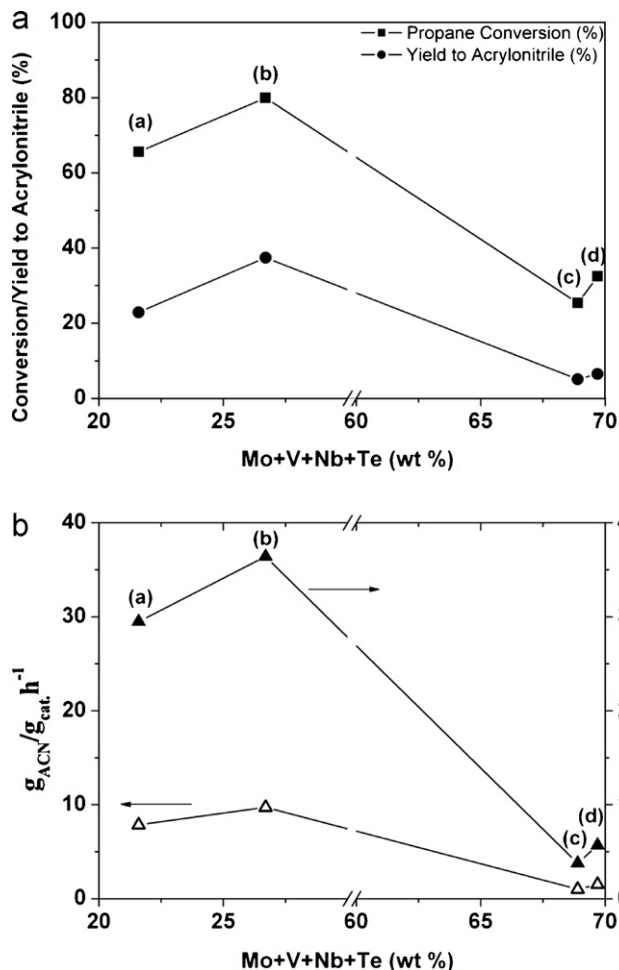 a
100
80
60
40
20
0
Conversion/Yield to Acrylonitrile (%)
Propane Conversion (%)
Yield to Acrylonitrile (%)
(a)
(b)
(c)
(d)
20 25 60 65 70
Mo+V+Nb+Te (wt %)
b
40
30
20
10
0
g_ACN/g_cat. h⁻¹
(a)
(b)
(c)
(d)
20 25 60 65 70
Mo+V+Nb+Te (wt %)